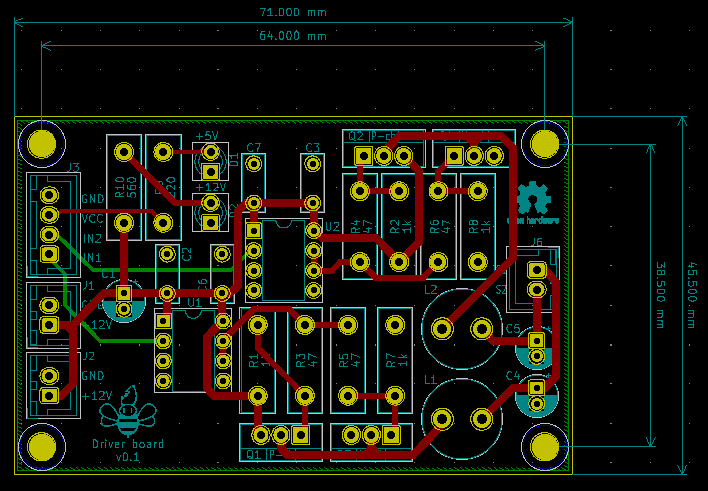 71.000 mm
64.000 mm
+5V
D1
C7
C3
Q2 (P-ch
J3
GND
VCC
IN2
IN1
R10
560
220
+12V
R4
47
R2
1k
R6
47
R8
1k
U2
open hardware
J6
S2
C2
C6
C1
U1
J1
+12V
L2
C5
38.500 mm
45.500 mm
J2
GND
+12V
R3
47
R5
47
R7
1k
L1
C4
Driver board
v0.1
Q1 (P-ch